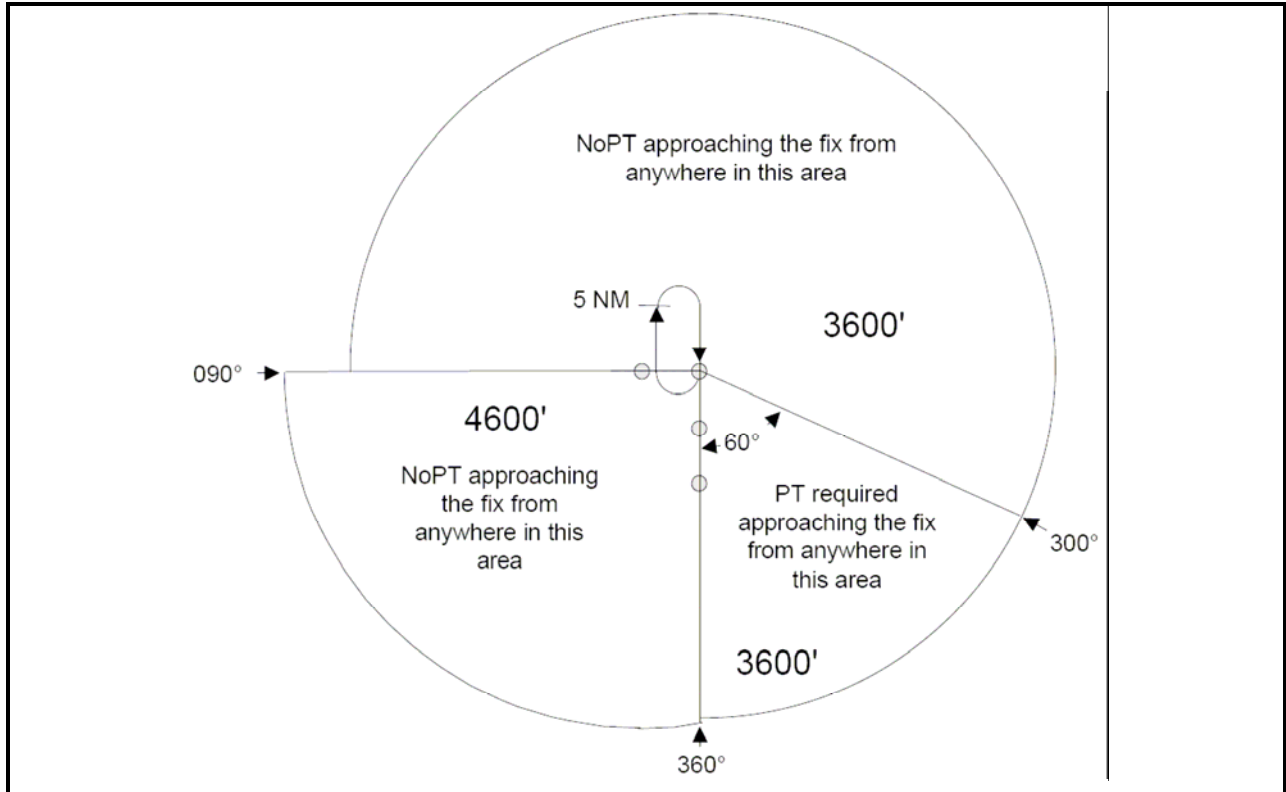 NoPT approaching the fix from
anywhere in this area
5 NM
3600'
090°
4600'
60°
NoPT approaching
the fix from
anywhere in this
area
PT required
approaching the fix
from anywhere in
this area
300°
3600'
360°